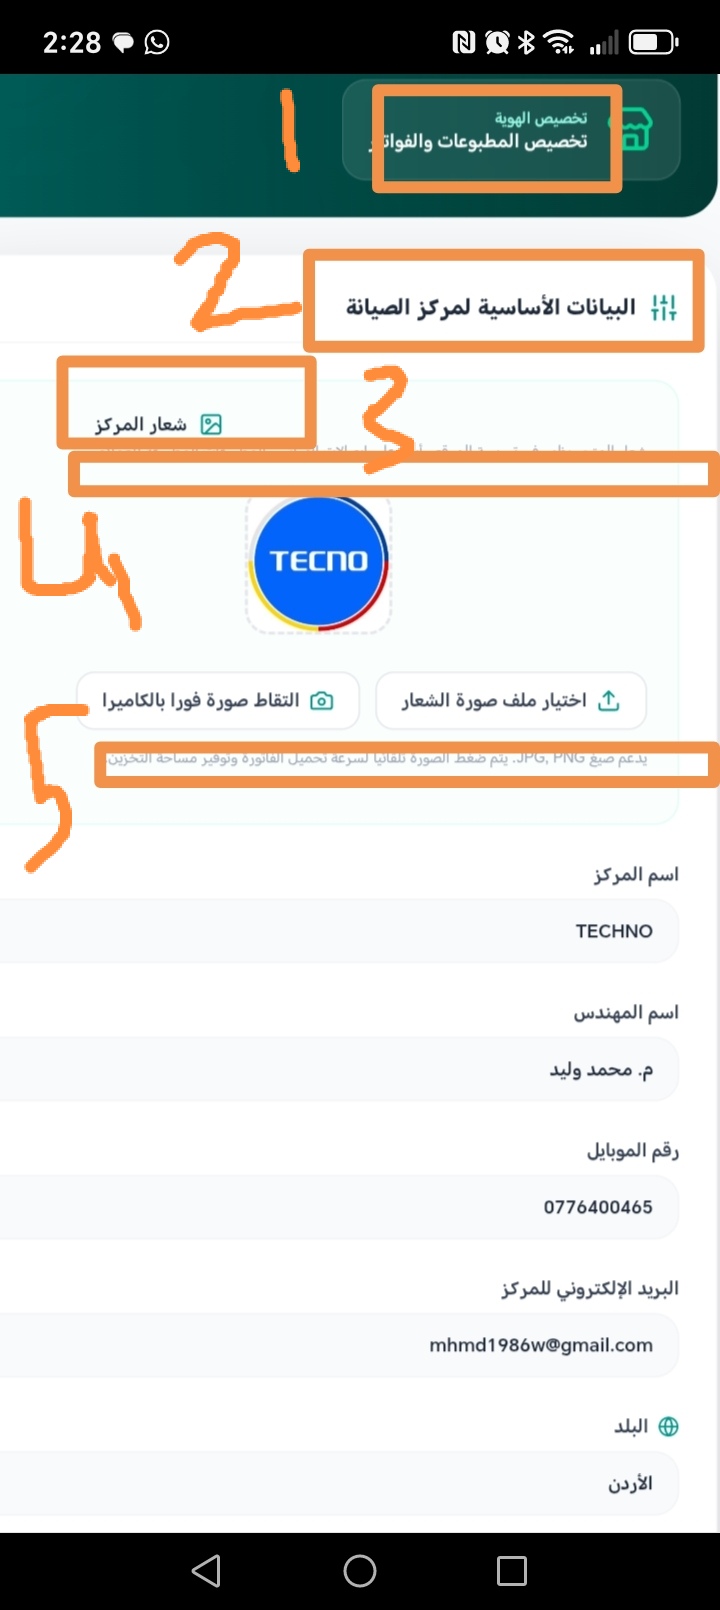 2:28
1
تخصيص الهوية
تخصيص المطبوعات والفواتير
2
البيانات الأساسية لمركز الصيانة
3
شعار المركز
4
TECNO
اختيار ملف صورة الشعار
التقاط صورة فورا بالكاميرا
5
يدعم صيغ JPG, PNG. يتم ضغط الصورة تلقائيا لسرعة تحميل الفاتورة وتوفير مساحة التخزين.
اسم المركز
TECHNO
اسم المهندس
م. محمد وليد
رقم الموبايل
0776400465
البريد الإلكتروني للمركز
mhmd1986w@gmail.com
البلد
الأردن